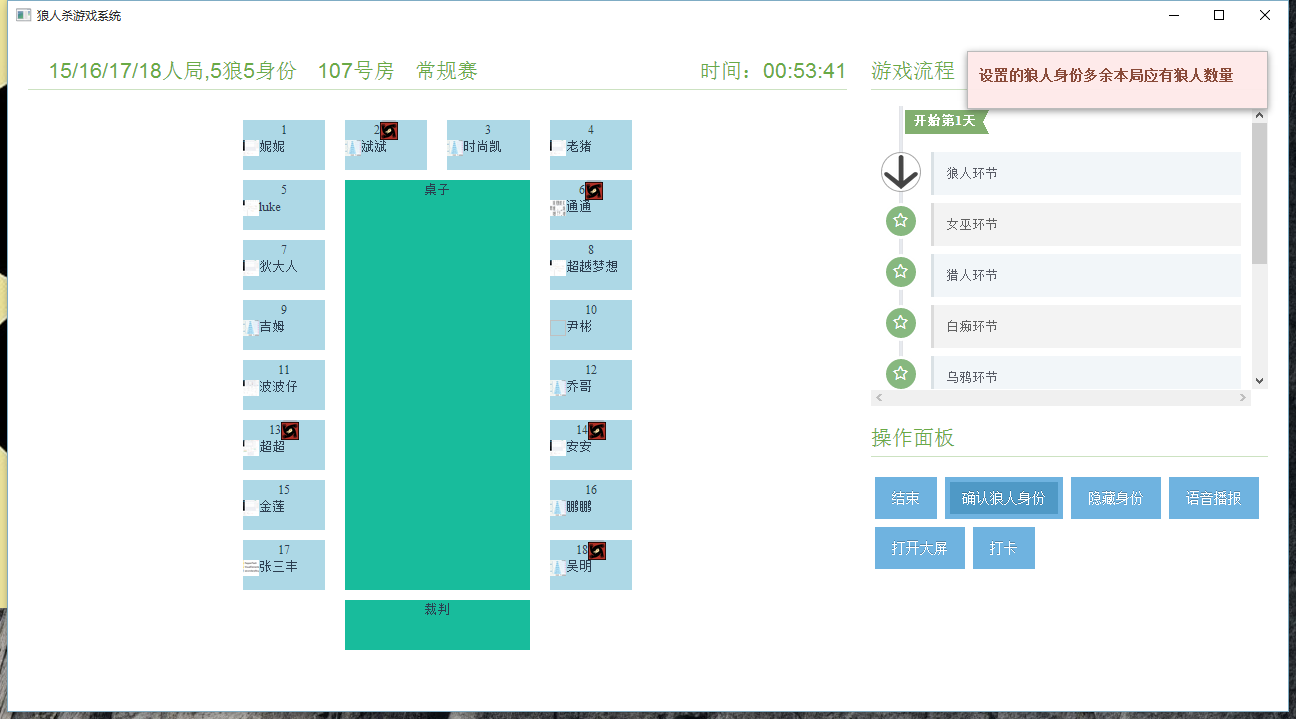 狼人杀游戏系统
15/16/17/18人局,5狼5身份 107号房 常规赛
时间：00:53:41
游戏流程
设置的狼人身份多余本局应有狼人数量
1
妮妮
2
斌斌
3
时尚凯
4
老猪
5
luke
桌子
6
通通
7
狄大人
8
超越梦想
9
吉姆
10
尹彬
11
波波仔
12
乔哥
13
超超
14
安安
15
金莲
16
鹏鹏
17
张三丰
18
吴明
裁判
开始第1天
狼人环节
女巫环节
猎人环节
白痴环节
乌鸦环节
操作面板
结束
确认狼人身份
隐藏身份
语音播报
打开大屏
打卡